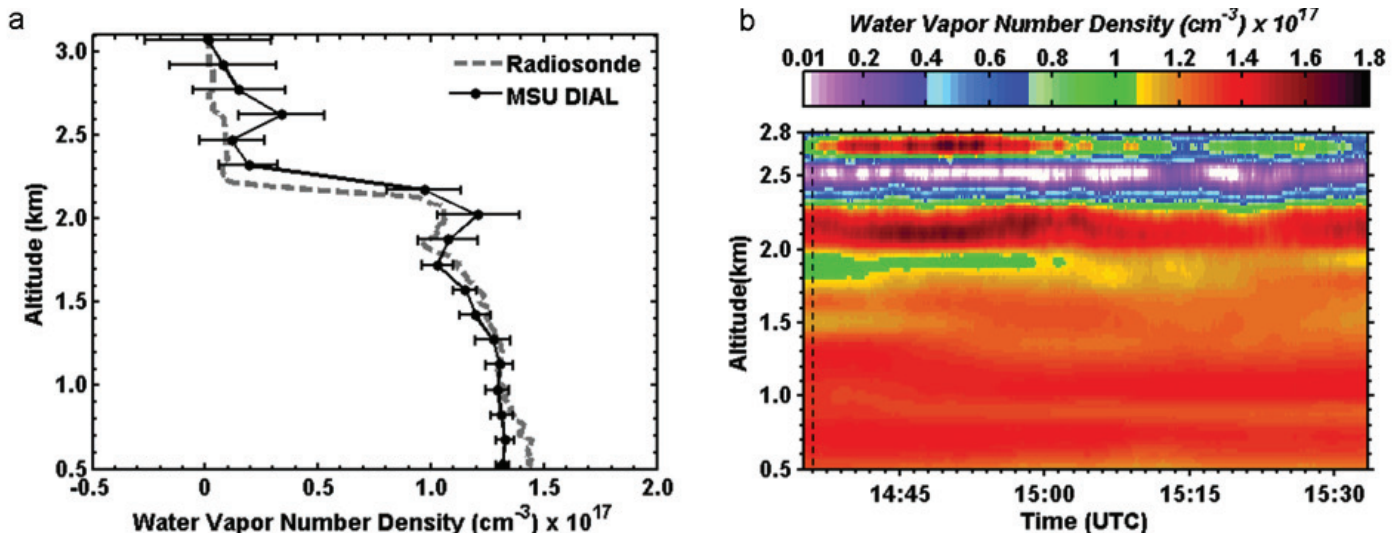 a
3.0
2.5
2.0
1.5
1.0
0.5
Altitude (km)
Radiosonde
MSU DIAL
-0.5 0 0.5 1.0 1.5 2.0
Water Vapor Number Density (cm⁻³) x 10¹⁷
b
Water Vapor Number Density (cm⁻³) x 10¹⁷
0.01 0.2 0.4 0.6 0.8 1 1.2 1.4 1.6 1.8
2.8
2.5
2.0
1.5
1.0
0.5
Altitude(km)
14:45 15:00 15:15 15:30
Time (UTC)